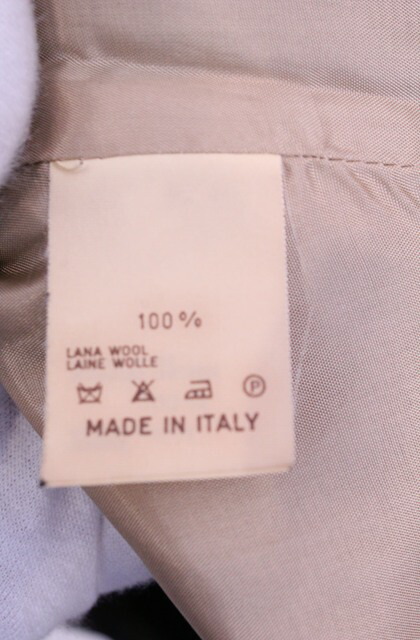 100%
LANA WOOL
LAINE WOLLE
P
MADE IN ITALY